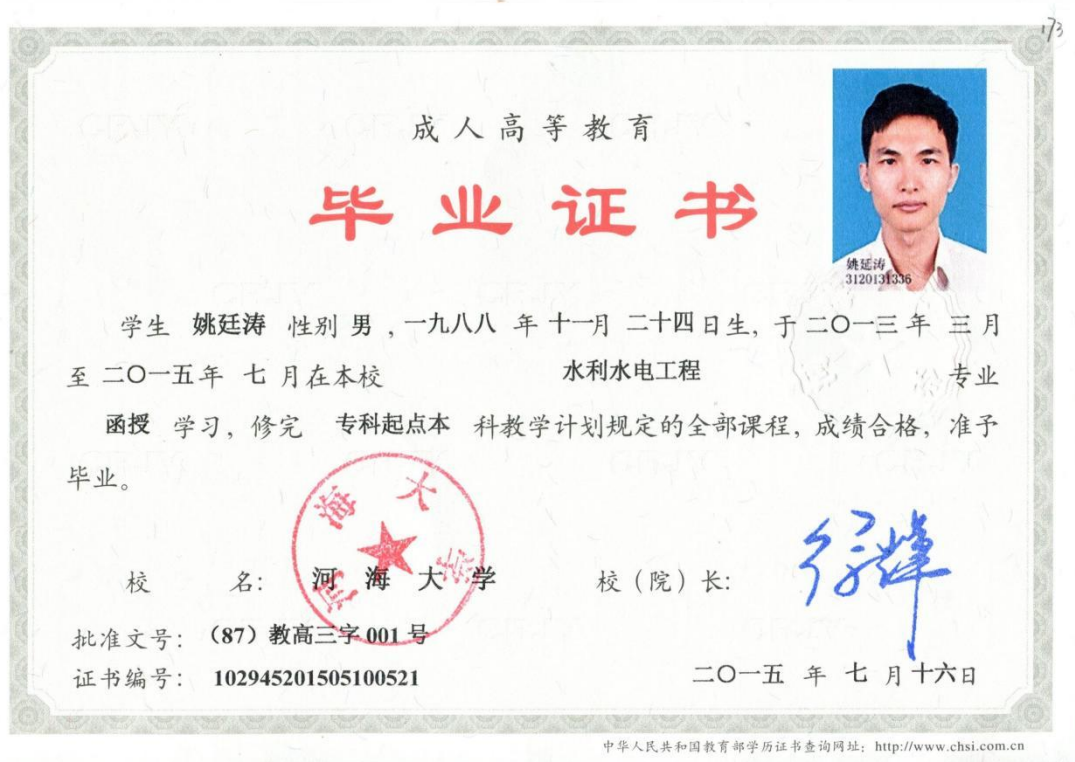 173
成人高等教育
毕业证书
姚延涛
3120131336
学生 姚廷涛 性别 男 ，一九八八 年 十一月 二十四日生，于二〇一三年 三月
至 二〇一五年 七 月在本校 水利水电工程 专业
函授 学习，修完 专科起点本 科教学计划规定的全部课程，成绩合格，准予
毕业。
河海大学
校 名： 河 海 大 学 校（院）长：
批准文号： （87）教高三字 001 号
证书编号： 102945201505100521 二〇一五 年 七 月 十六日
中华人民共和国教育部学历证书查询网址：http://www.chsi.com.cn